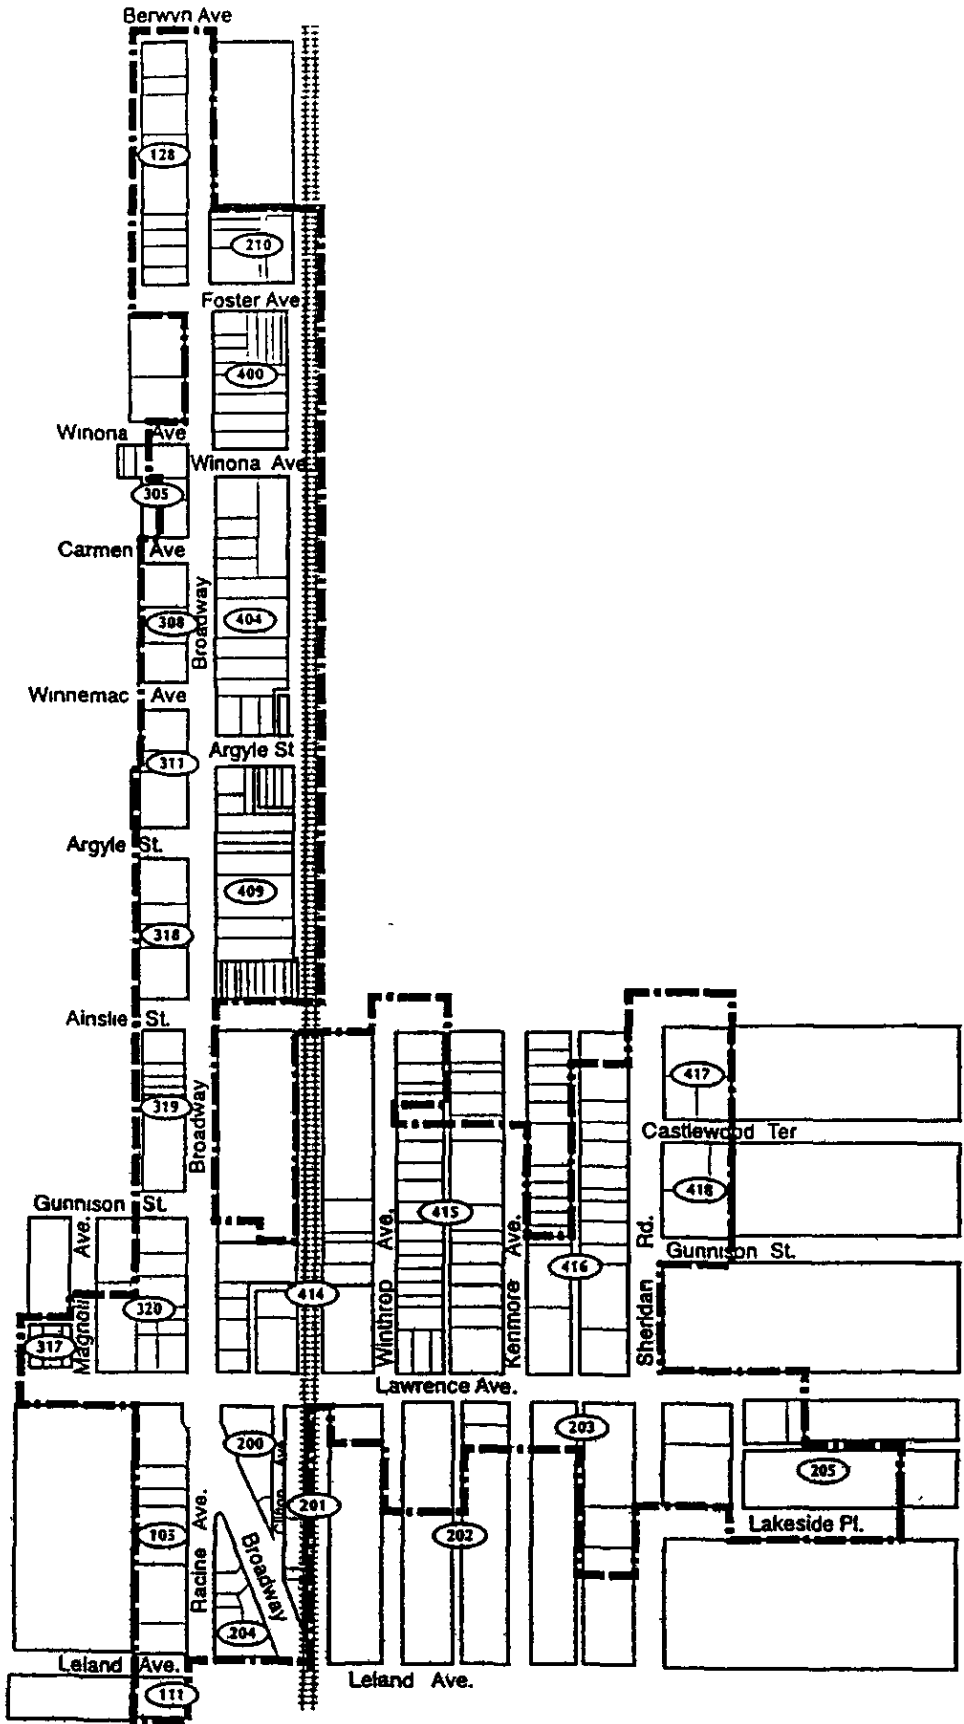 Berwyn Ave
128
210
Foster Ave
400
Winona Ave
Winona Ave
305
Carmen Ave
Broadway
308
404
Winnemac Ave
Argyle St
311
Argyle St.
409
318
Ainslie St.
417
319
Broadway
Castlewood Ter
418
Gunnison St.
415
Gunnison St.
416
Magnolia Ave.
320
414
Winthrop Ave.
Kenmore Ave.
Sheridan Rd.
317
Lawrence Ave.
200
203
205
Clifton Ave
201
103
Racine Ave.
202
Lakeside Pl.
Broadway
204
Leland Ave.
Leland Ave.
111